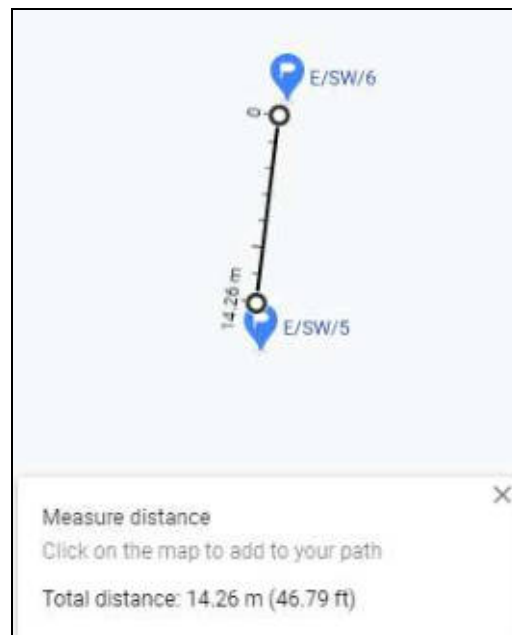 E/SW/6
0
14.26 m
E/SW/5
Measure distance
Click on the map to add to your path
Total distance: 14.26 m (46.79 ft)